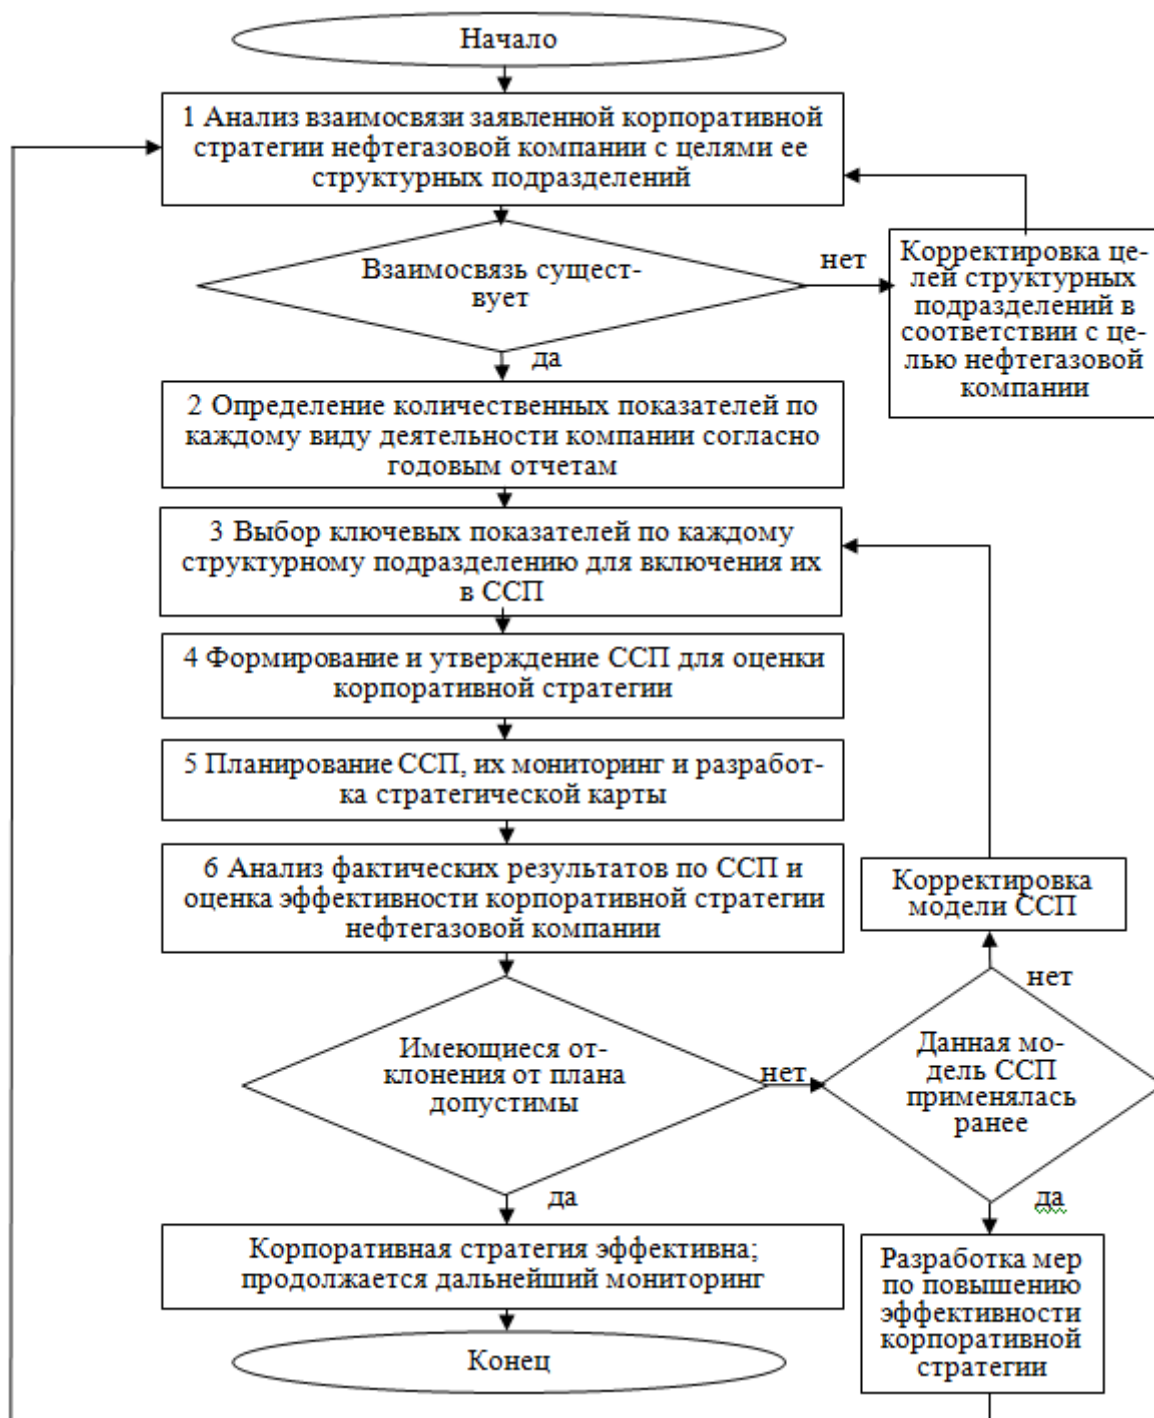 Начало
1 Анализ взаимосвязи заявленной корпоративной
стратегии нефтегазовой компании с целями ее
структурных подразделений
Взаимосвязь сущест-
вует
нет
Корректировка це-
лей структурных
подразделений в
соответствии с це-
лью нефтегазовой
компании
да
2 Определение количественных показателей по
каждому виду деятельности компании согласно
годовым отчетам
3 Выбор ключевых показателей по каждому
структурному подразделению для включения их
в ССП
4 Формирование и утверждение ССП для оценки
корпоративной стратегии
5 Планирование ССП, их мониторинг и разработ-
ка стратегической карты
6 Анализ фактических результатов по ССП и
оценка эффективности корпоративной стратегии
нефтегазовой компании
Корректировка
модели ССП
нет
Имеющиеся от-
клонения от плана
допустимы
нет
Данная мо-
дель ССП
применялась
ранее
да
да
Корпоративная стратегия эффективна;
продолжается дальнейший мониторинг
Разработка мер
по повышению
эффективности
корпоративной
стратегии
Конец